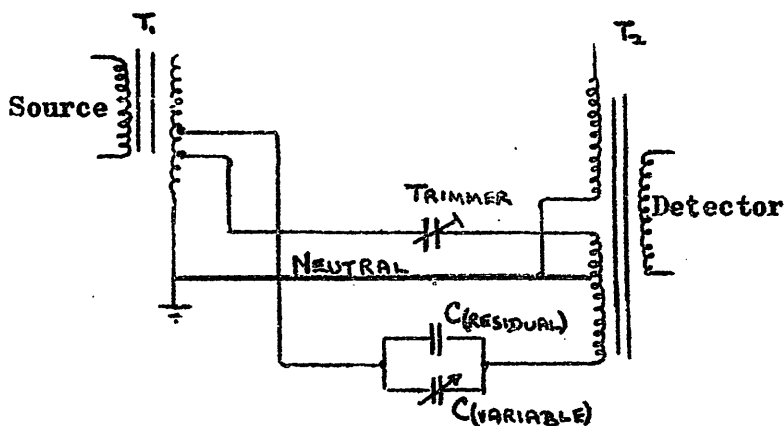 T₁
T₂
Source
TRIMMER
Detector
NEUTRAL
C(RESIDUAL)
C(VARIABLE)